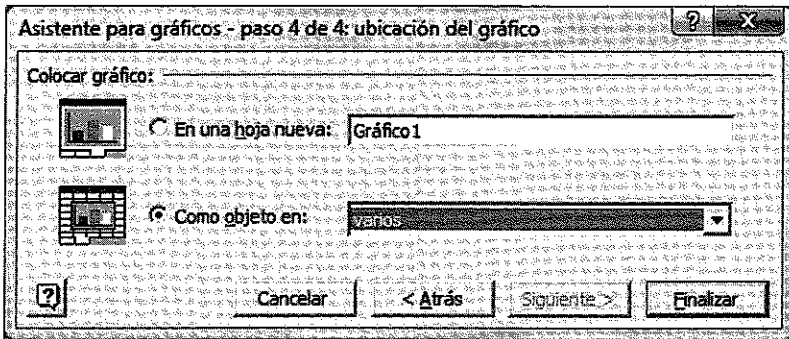 Asistente para gráficos - paso 4 de 4: ubicación del gráfico
Colocar gráfico:
En una hoja nueva: Gráfico1
Como objeto en: varios
Cancelar < Atrás Siguiente > Finalizar